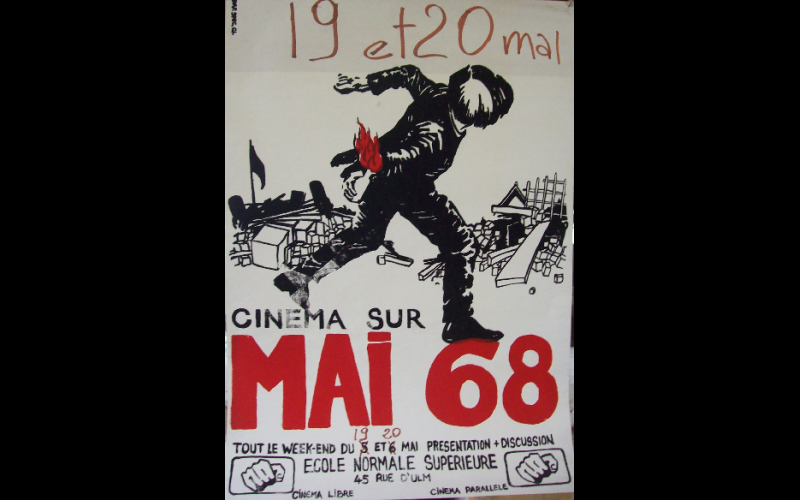 19 et 20 mai
CINEMA SUR
MAI 68
19 20
TOUT LE WEEK-END DU 5 ET 6 MAI PRESENTATION + DISCUSSION
ECOLE NORMALE SUPERIEURE
45 RUE D'ULM
CINEMA LIBRE
CINEMA PARALLELE